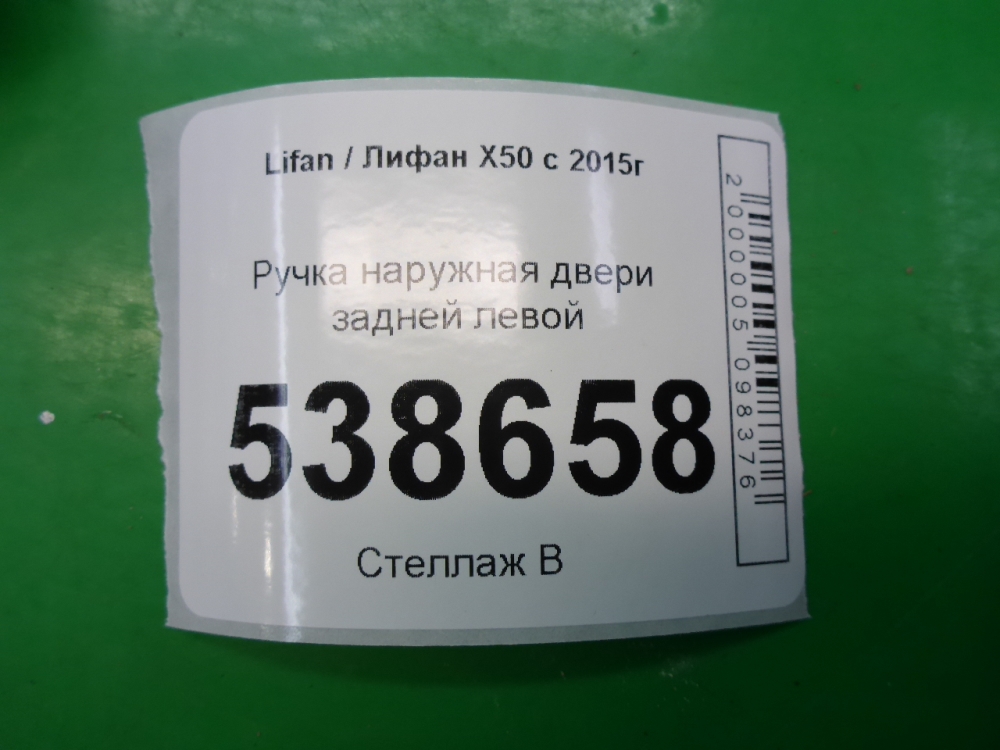 Lifan / Лифан X50 с 2015г
Ручка наружная двери
задней левой
538658
Стеллаж В
2000005098376